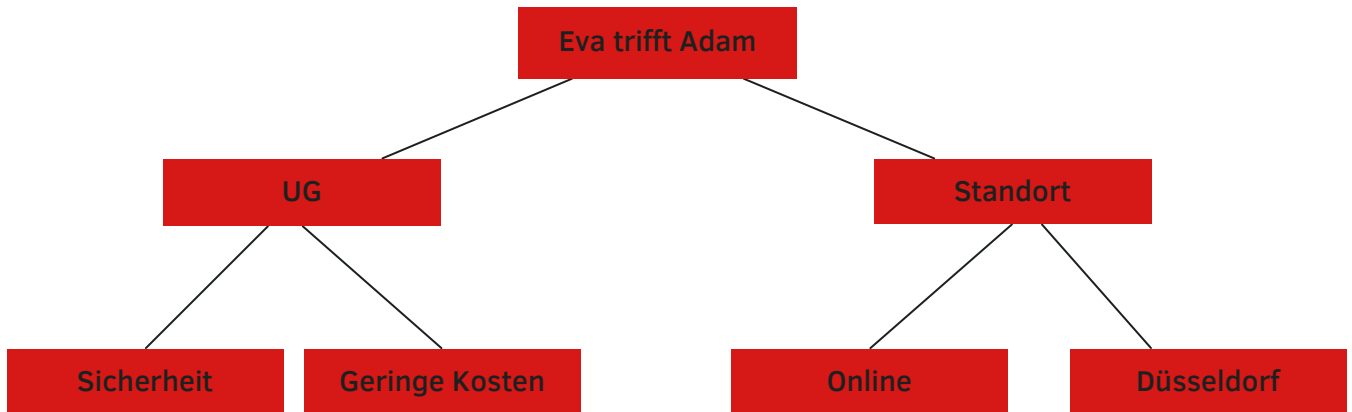 Eva trifft Adam
UG
Standort
Sicherheit
Geringe Kosten
Online
Düsseldorf